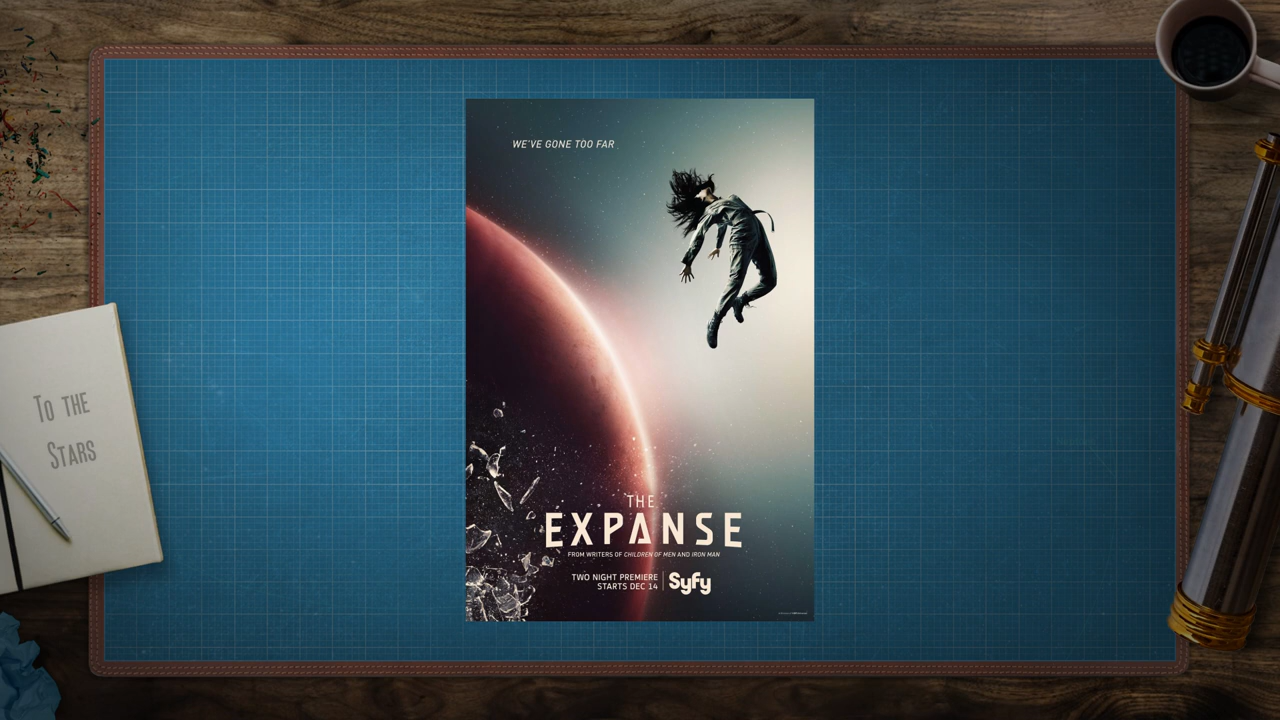 WE'VE GONE TOO FAR
To the
Stars
THE
EXPANSE
FROM WRITERS OF CHILDREN OF MEN AND IRON MAN
TWO NIGHT PREMIERE
STARTS DEC 14
Syfy